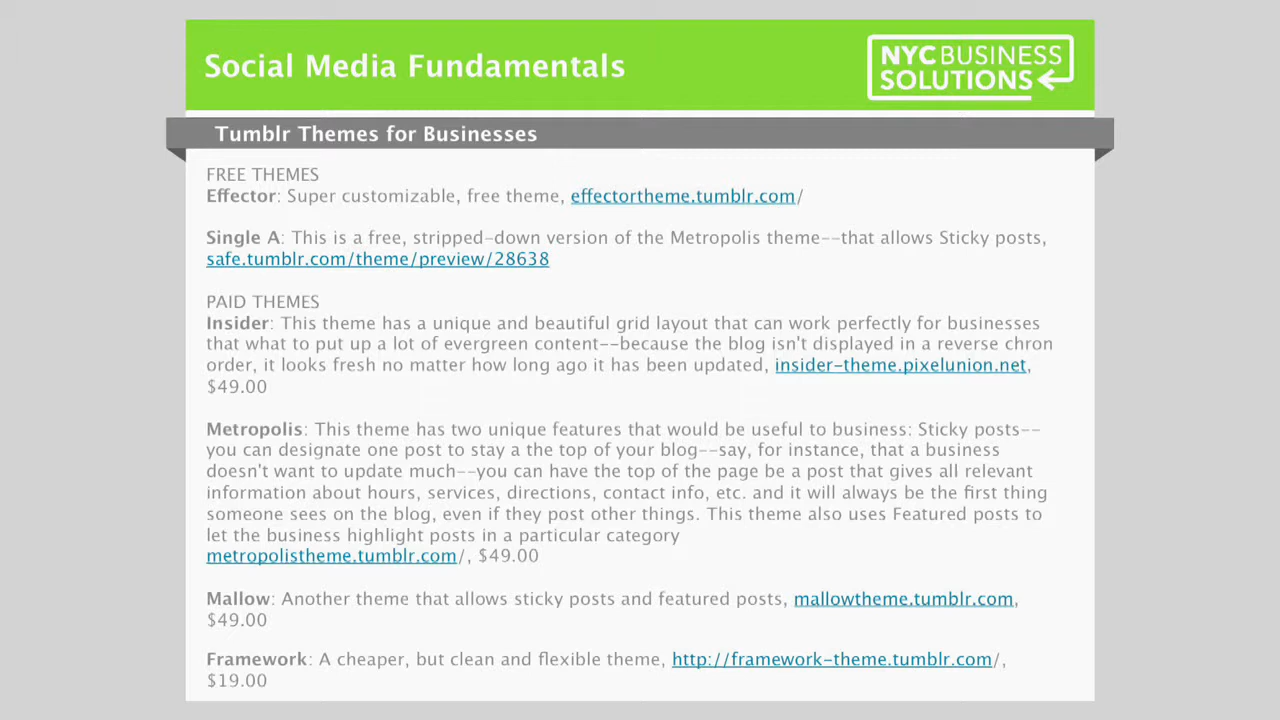 Social Media Fundamentals
NYC BUSINESS
SOLUTIONS
Tumblr Themes for Businesses
FREE THEMES
Effector: Super customizable, free theme, effectortheme.tumblr.com/
Single A: This is a free, stripped-down version of the Metropolis theme--that allows Sticky posts,
safe.tumblr.com/theme/preview/28638
PAID THEMES
Insider: This theme has a unique and beautiful grid layout that can work perfectly for businesses
that what to put up a lot of evergreen content--because the blog isn't displayed in a reverse chron
order, it looks fresh no matter how long ago it has been updated, insider-theme.pixelunion.net,
$49.00
Metropolis: This theme has two unique features that would be useful to business: Sticky posts--
you can designate one post to stay a the top of your blog--say, for instance, that a business
doesn't want to update much--you can have the top of the page be a post that gives all relevant
information about hours, services, directions, contact info, etc. and it will always be the first thing
someone sees on the blog, even if they post other things. This theme also uses Featured posts to
let the business highlight posts in a particular category
metropolistheme.tumblr.com/, $49.00
Mallow: Another theme that allows sticky posts and featured posts, mallowtheme.tumblr.com,
$49.00
Framework: A cheaper, but clean and flexible theme, http://framework-theme.tumblr.com/,
$19.00